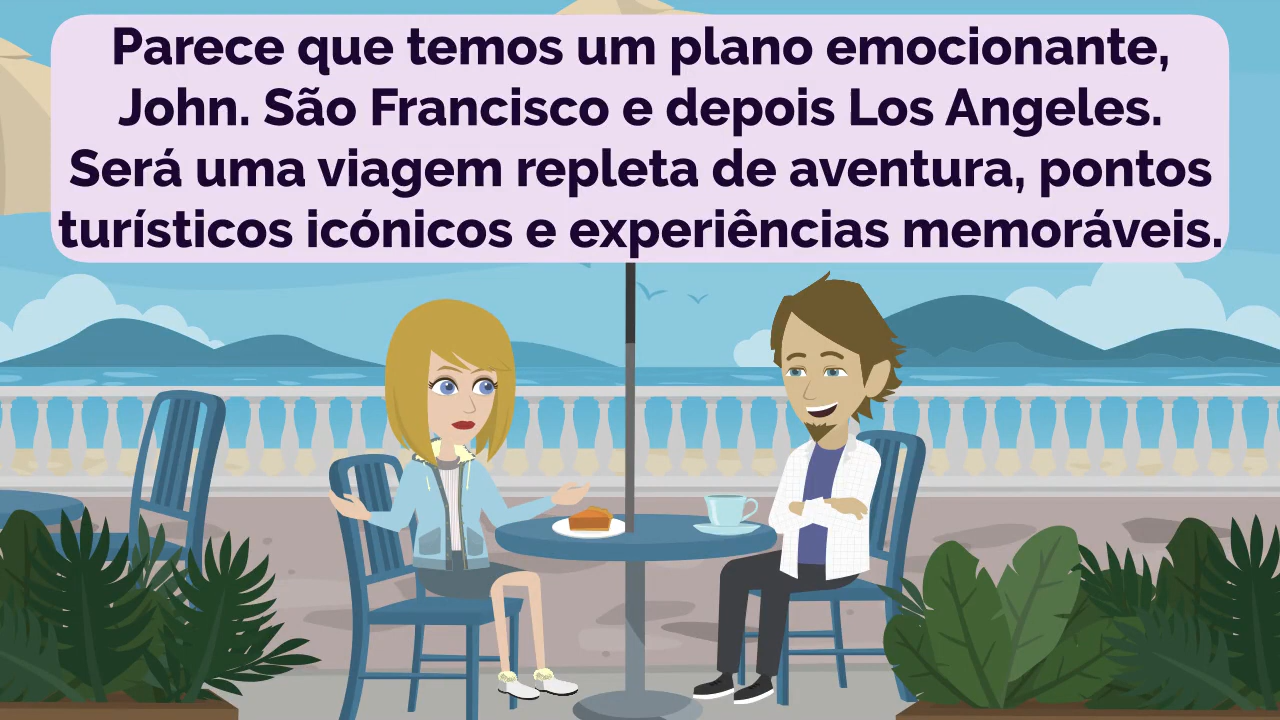 Parece que temos um plano emocionante,
John. São Francisco e depois Los Angeles.
Será uma viagem repleta de aventura, pontos
turísticos icónicos e experiências memoráveis.